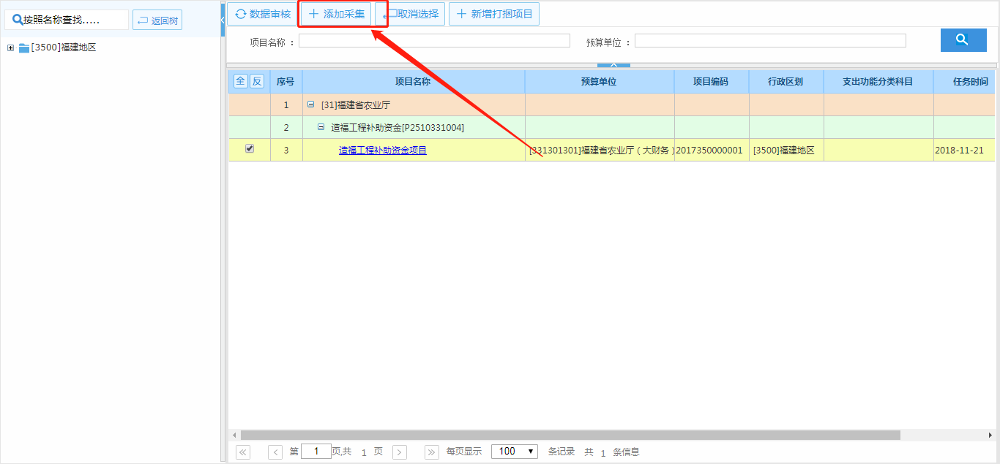 按照名称查找..... 返回树
[3500]福建地区
数据审核 添加采集 取消选择 新增打捆项目
项目名称： 预算单位：
全 反 序号 项目名称 预算单位 项目编码 行政区划 支出功能分类科目 任务时间
1 [31]福建省农业厅
2 造福工程补助资金[P2510331004]
3 造福工程补助资金项目 [331301301]福建省农业厅（大财务） 2017350000001 [3500]福建地区 2018-11-21
第 1 页,共 1 页 每页显示 100 条记录 共 1 条信息